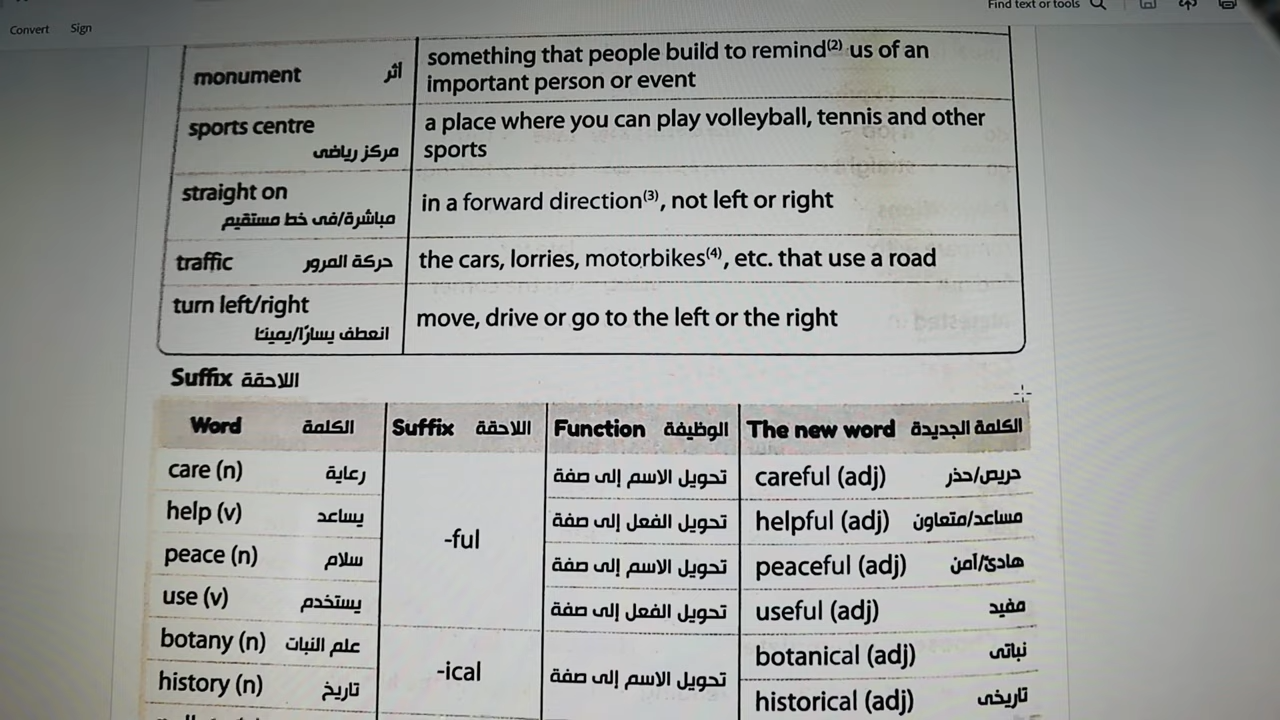 Find text or tools
Convert Sign
monument أثر something that people build to remind(2) us of an
important person or event
sports centre a place where you can play volleyball, tennis and other
مركز رياضى sports
straight on in a forward direction(3), not left or right
مباشرة/فى خط مستقيم
traffic حركة المرور the cars, lorries, motorbikes(4), etc. that use a road
turn left/right move, drive or go to the left or the right
انعطف يسارًا/يمينًا
Suffix اللاحقة
Word الكلمة Suffix اللاحقة Function الوظيفة The new word الكلمة الجديدة
care (n) رعاية تحويل الاسم إلى صفة careful (adj) حريص/حذر
help (v) يساعد تحويل الفعل إلى صفة helpful (adj) مساعد/متعاون
-ful
peace (n) سلام تحويل الاسم إلى صفة peaceful (adj) هادئ/آمن
use (v) يستخدم تحويل الفعل إلى صفة useful (adj) مفيد
botany (n) علم النبات botanical (adj) نباتى
-ical تحويل الاسم إلى صفة
history (n) تاريخ historical (adj) تاريخى